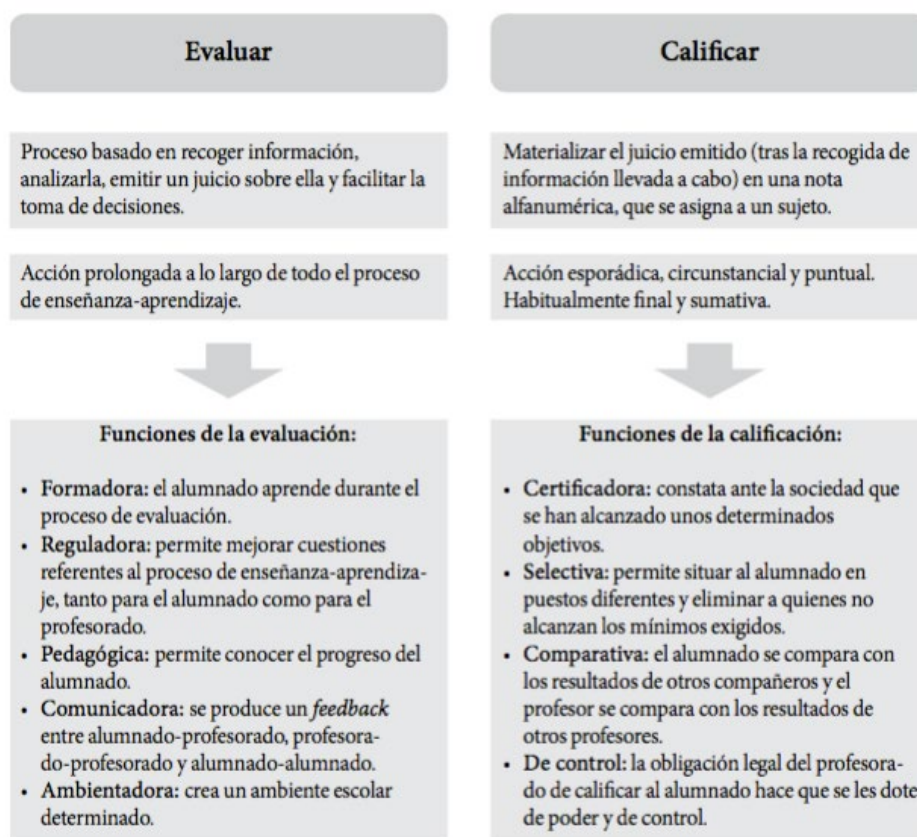 Evaluar
Proceso basado en recoger información,
analizarla, emitir un juicio sobre ella y facilitar la
toma de decisiones.
Acción prolongada a lo largo de todo el proceso
de enseñanza-aprendizaje.
Funciones de la evaluación:
• Formadora: el alumnado aprende durante el
proceso de evaluación.
• Reguladora: permite mejorar cuestiones
referentes al proceso de enseñanza-aprendiza-
je, tanto para el alumnado como para el
profesorado.
• Pedagógica: permite conocer el progreso del
alumnado.
• Comunicadora: se produce un feedback
entre alumnado-profesorado, profesora-
do-profesorado y alumnado-alumnado.
• Ambientadora: crea un ambiente escolar
determinado.
Calificar
Materializar el juicio emitido (tras la recogida de
información llevada a cabo) en una nota
alfanumérica, que se asigna a un sujeto.
Acción esporádica, circunstancial y puntual.
Habitualmente final y sumativa.
Funciones de la calificación:
• Certificadora: constata ante la sociedad que
se han alcanzado unos determinados
objetivos.
• Selectiva: permite situar al alumnado en
puestos diferentes y eliminar a quienes no
alcanzan los mínimos exigidos.
• Comparativa: el alumnado se compara con
los resultados de otros compañeros y el
profesor se compara con los resultados de
otros profesores.
• De control: la obligación legal del profesora-
do de calificar al alumnado hace que se les dote
de poder y de control.